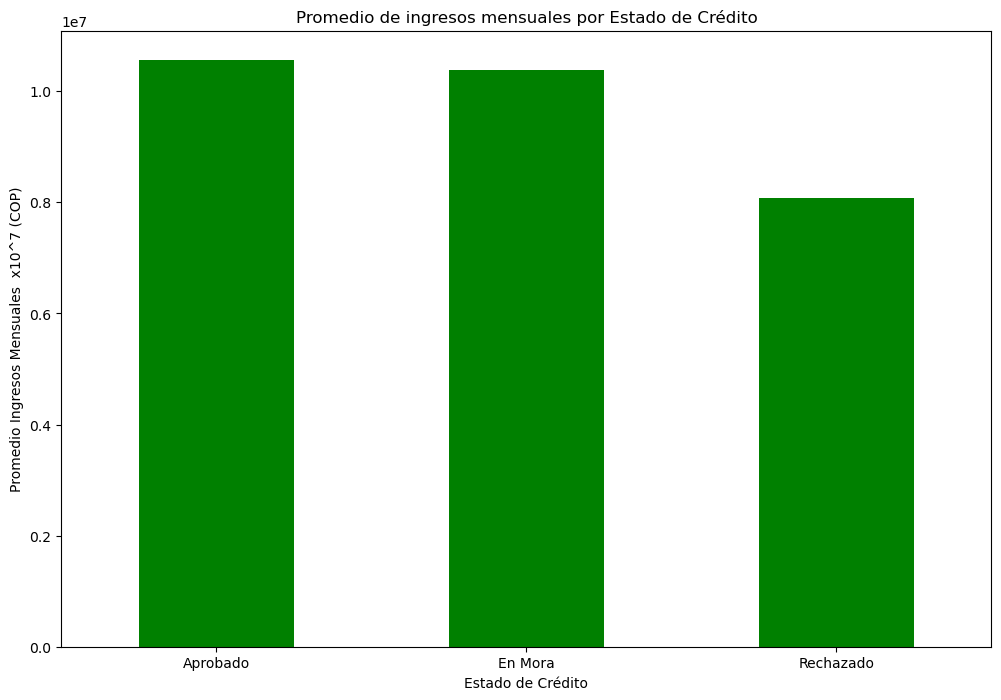 Promedio de ingresos mensuales por Estado de Crédito
1e7
1.0
0.8
0.6
0.4
0.2
0.0
Promedio Ingresos Mensuales  x10^7 (COP)
Aprobado
En Mora
Rechazado
Estado de Crédito